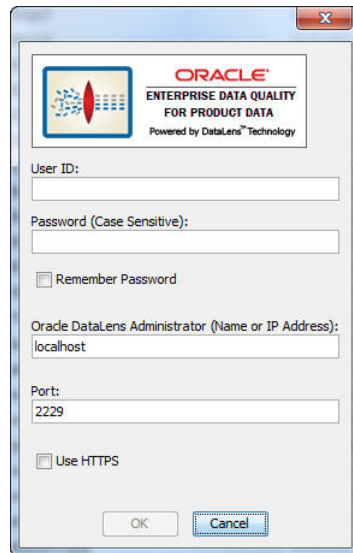 ORACLE®
ENTERPRISE DATA QUALITY
FOR PRODUCT DATA
Powered by DataLens™ Technology
User ID:
Password (Case Sensitive):
Remember Password
Oracle DataLens Administrator (Name or IP Address):
localhost
Port:
2229
Use HTTPS
OK Cancel